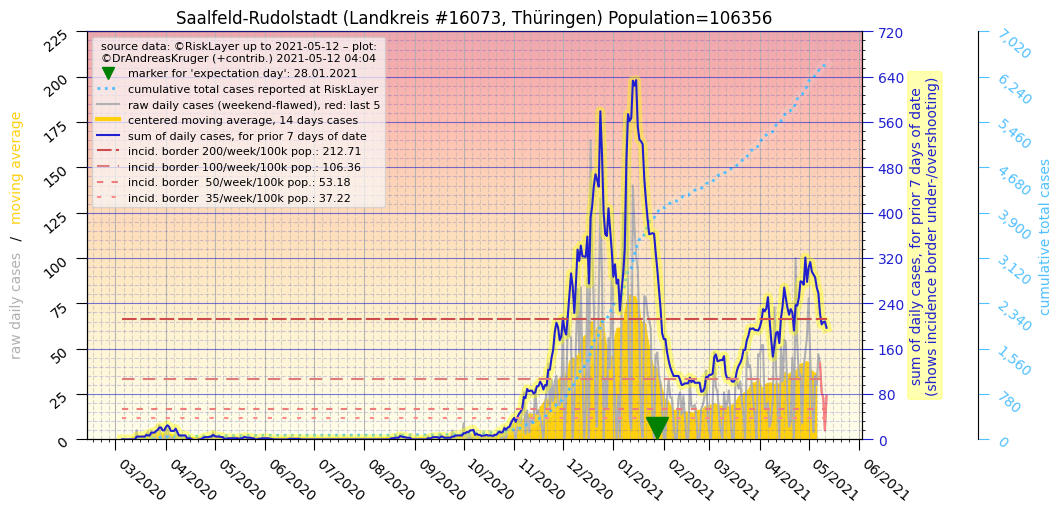 Saalfeld-Rudolstadt (Landkreis #16073, Thüringen) Population=106356
source data: ©RiskLayer up to 2021-05-12 – plot:
©DrAndreasKruger (+contrib.) 2021-05-12 04:04
marker for 'expectation day': 28.01.2021
cumulative total cases reported at RiskLayer
raw daily cases (weekend-flawed), red: last 5
centered moving average, 14 days cases
sum of daily cases, for prior 7 days of date
incid. border 200/week/100k pop.: 212.71
incid. border 100/week/100k pop.: 106.36
incid. border  50/week/100k pop.: 53.18
incid. border  35/week/100k pop.: 37.22
raw daily cases / moving average
225
200
175
150
125
100
75
50
25
0
03/2020
04/2020
05/2020
06/2020
07/2020
08/2020
09/2020
10/2020
11/2020
12/2020
01/2021
02/2021
03/2021
04/2021
05/2021
06/2021
720
640
560
480
400
320
240
160
80
0
sum of daily cases, for prior 7 days of date
(shows incidence border under-/overshooting)
7,020
6,240
5,460
4,680
3,900
3,120
2,340
1,560
780
0
cumulative total cases